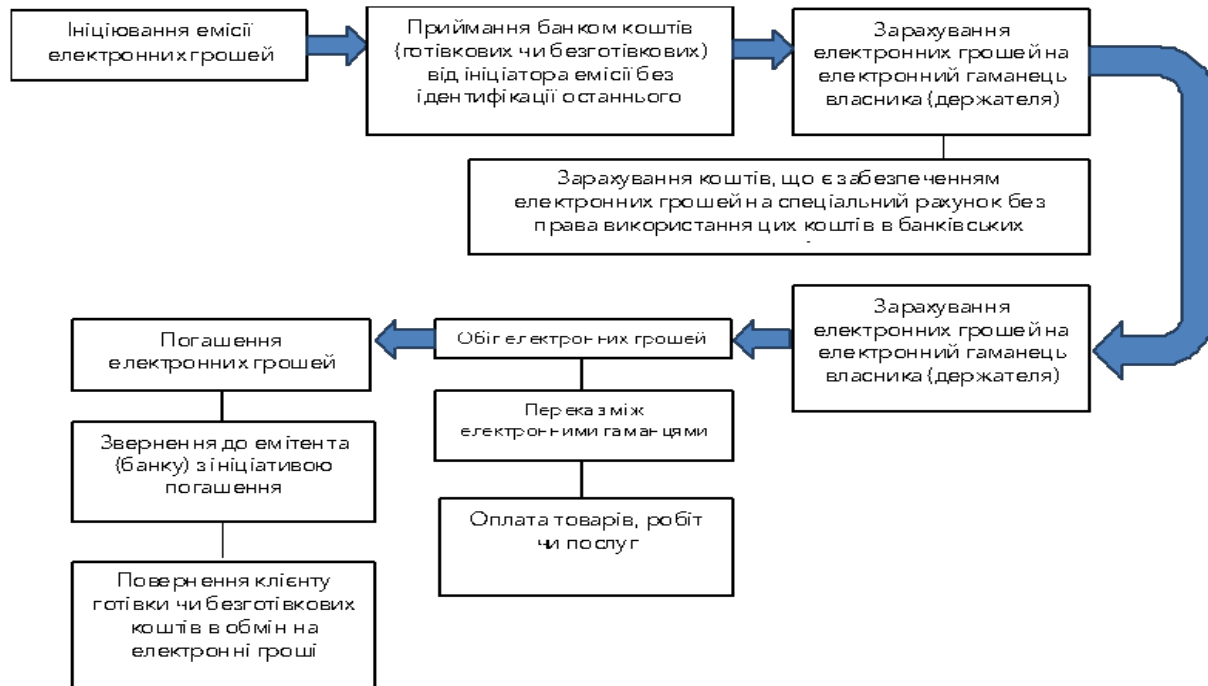 Ініціювання емісії
електронних грошей
Приймання банком коштів
(готівкових чи безготівкових)
від ініціатора емісії без
ідентифікації останнього
Зарахування
електронних грошей на
електронний гаманець
власника (держателя)
Зарахування коштів, що є забезпеченням
електронних грошей на спеціальний рахунок без
права використання цих коштів в банківських
Зарахування
електронних грошей на
електронний гаманець
власника (держателя)
Обіг електронних грошей
Погашення
електронних грошей
Переказ між
електронними гаманцями
Звернення до емітента
(банку) з ініціативою
погашення
Оплата товарів, робіт
чи послуг
Повернення клієнту
готівки чи безготівкових
коштів в обмін на
електронні гроші